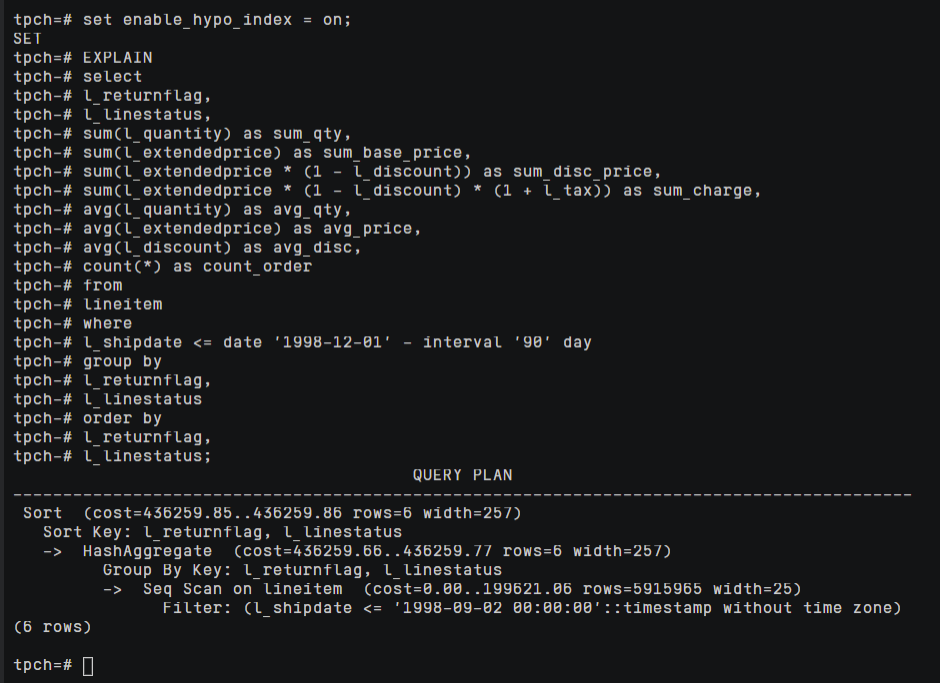 tpch=# set enable_hypo_index = on;
SET
tpch=# EXPLAIN
tpch-# select
tpch-# l_returnflag,
tpch-# l_linestatus,
tpch-# sum(l_quantity) as sum_qty,
tpch-# sum(l_extendedprice) as sum_base_price,
tpch-# sum(l_extendedprice * (1 - l_discount)) as sum_disc_price,
tpch-# sum(l_extendedprice * (1 - l_discount) * (1 + l_tax)) as sum_charge,
tpch-# avg(l_quantity) as avg_qty,
tpch-# avg(l_extendedprice) as avg_price,
tpch-# avg(l_discount) as avg_disc,
tpch-# count(*) as count_order
tpch-# from
tpch-# lineitem
tpch-# where
tpch-# l_shipdate <= date '1998-12-01' - interval '90' day
tpch-# group by
tpch-# l_returnflag,
tpch-# l_linestatus
tpch-# order by
tpch-# l_returnflag,
tpch-# l_linestatus;
QUERY PLAN
------------------------------------------------------------------------------------------
Sort  (cost=436259.85..436259.86 rows=6 width=257)
Sort Key: l_returnflag, l_linestatus
->  HashAggregate  (cost=436259.66..436259.77 rows=6 width=257)
Group By Key: l_returnflag, l_linestatus
->  Seq Scan on lineitem  (cost=0.00..199621.06 rows=5915965 width=25)
Filter: (l_shipdate <= '1998-09-02 00:00:00'::timestamp without time zone)
(6 rows)
tpch=#